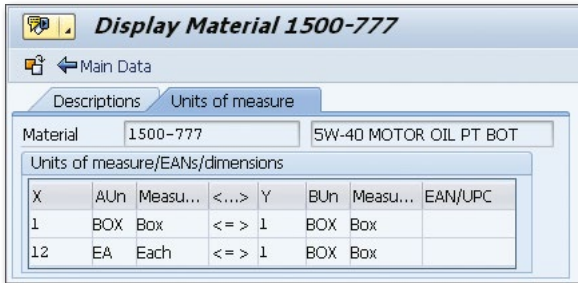 Display Material 1500-777
Main Data
Descriptions Units of measure
Material 1500-777 5W-40 MOTOR OIL PT BOT
Units of measure/EANs/dimensions
X AUn Measu... <...> Y BUn Measu... EAN/UPC
1 BOX Box <=> 1 BOX Box
12 EA Each <=> 1 BOX Box